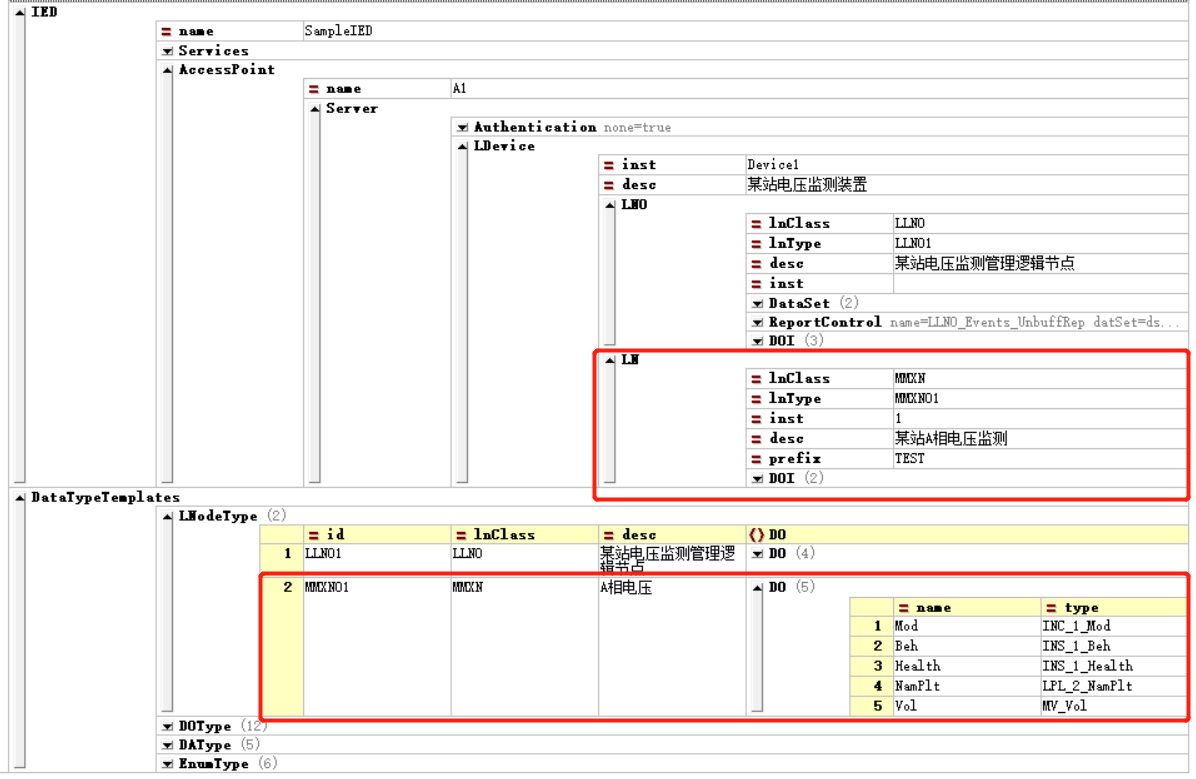 IED
name SampleIED
Services
AccessPoint
name A1
Server
Authentication none=true
LDevice
inst Device1
desc 某站电压监测装置
LN0
lnClass LLN0
lnType LLN01
desc 某站电压监测管理逻辑节点
inst
DataSet (2)
ReportControl name=LLN0_Events_UnbuffRep datSet=ds...
DOI (3)
LN
lnClass MMXN
lnType MMXN01
inst 1
desc 某站A相电压监测
prefix TEST
DOI (2)
DataTypeTemplates
LNodeType (2)
id lnClass desc DO
1 LLN01 LLN0 某站电压监测管理逻辑节点 DO (4)
2 MMXN01 MMXN A相电压 DO (5)
name type
1 Mod INC_1_Mod
2 Beh INS_1_Beh
3 Health INS_1_Health
4 NamPlt LPL_2_NamPlt
5 Vol MV_Vol
DOType (12)
DAType (5)
EnumType (6)